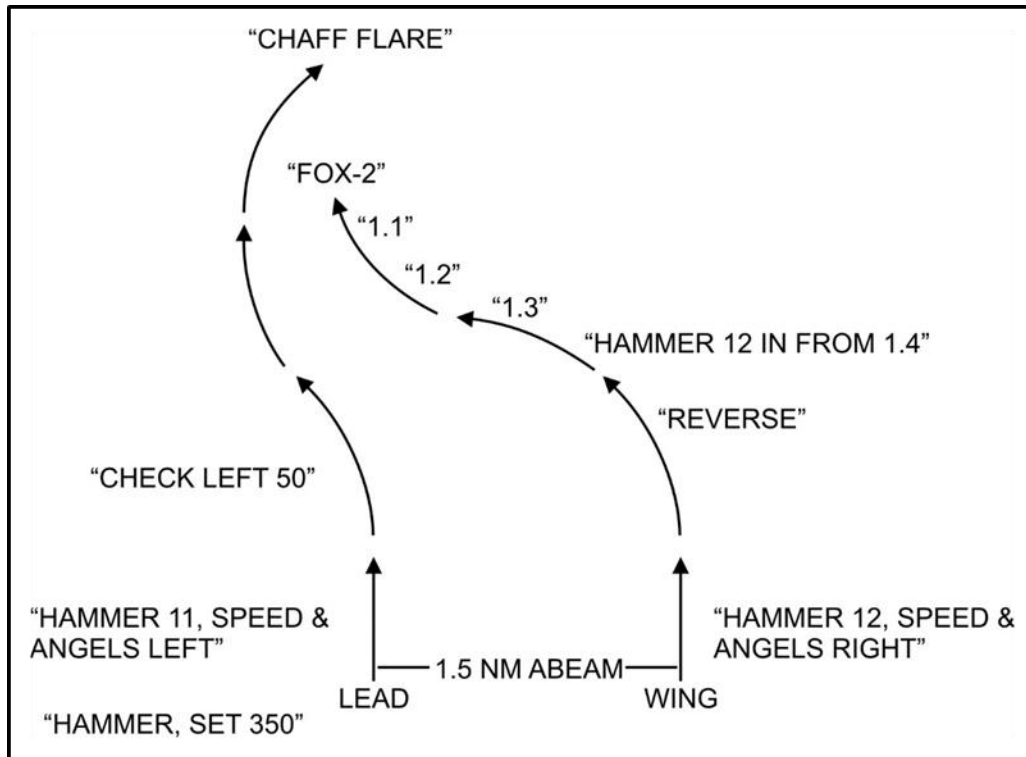 “CHAFF FLARE”
“FOX-2”
“1.1”
“1.2”
“1.3”
“HAMMER 12 IN FROM 1.4”
“REVERSE”
“CHECK LEFT 50”
“HAMMER 11, SPEED &
ANGELS LEFT”
“HAMMER 12, SPEED &
ANGELS RIGHT”
1.5 NM ABEAM
LEAD
WING
“HAMMER, SET 350”